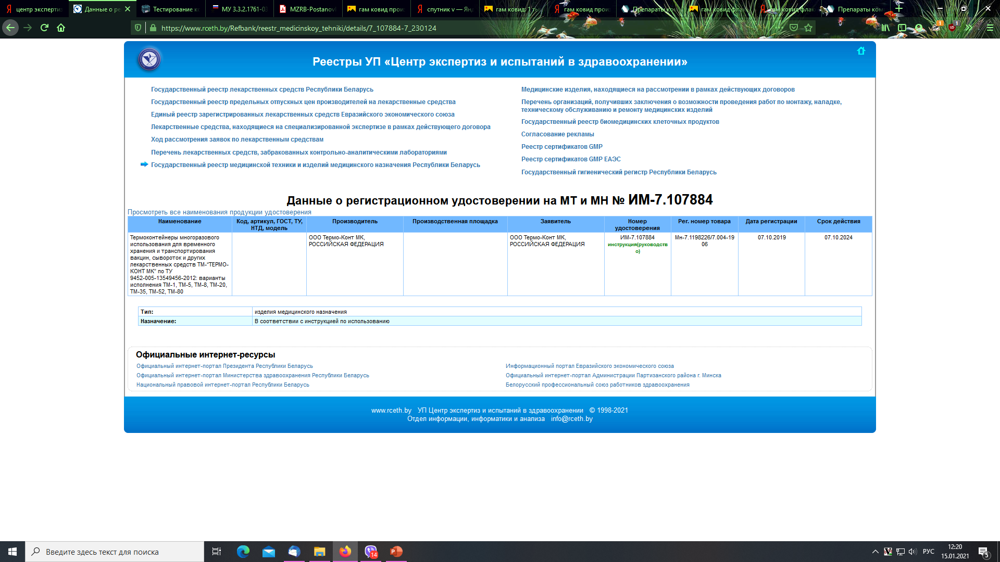 центр экспертиз
Данные о ре
Тестирование ко
МУ 3.3.2.1761-03
MZRB-Postanov
гам ковид прои
спутник v — Янд
гам ковид: 1 ты
гам ковид прои
Препараты ко
гам ковид фла
гам ковид флак
Препараты ком
https://www.rceth.by/Refbank/reestr_medicinskoy_tehniki/details/7_107884-7_230124
1
1
Реестры УП «Центр экспертиз и испытаний в здравоохранении»
Государственный реестр лекарственных средств Республики Беларусь
Государственный реестр предельных отпускных цен производителей на лекарственные средства
Единый реестр зарегистрированных лекарственных средств Евразийского экономического союза
Лекарственные средства, находящиеся на специализированной экспертизе в рамках действующего договора
Ход рассмотрения заявок по лекарственным средствам
Перечень лекарственных средств, забракованных контрольно-аналитическими лабораториями
Государственный реестр медицинской техники и изделий медицинского назначения Республики Беларусь
Медицинские изделия, находящиеся на рассмотрении в рамках действующих договоров
Перечень организаций, получивших заключения о возможности проведения работ по монтажу, наладке,
техническому обслуживанию и ремонту медицинских изделий
Государственный реестр биомедицинских клеточных продуктов
Согласование рекламы
Реестр сертификатов GMP
Реестр сертификатов GMP ЕАЭС
Государственный гигиенический регистр Республики Беларусь
Данные о регистрационном удостоверении на МТ и МН № ИМ-7.107884
Просмотреть все наименования продукции удостоверения
Наименование
Код, артикул, ГОСТ, ТУ,
НТД, модель
Производитель
Производственная площадка
Заявитель
Номер
удостоверения
Рег. номер товара
Дата регистрации
Срок действия
Термоконтейнеры многоразового
использования для временного
хранения и транспортирования
вакцин, сывороток и других
лекарственных средств ТМ-“ТЕРМО-
КОНТ МК” по ТУ
9452-005-13549456-2012: варианты
исполнения ТМ-1, ТМ-5, ТМ-8, ТМ-20,
ТМ-35, ТМ-52, ТМ-80
ООО Термо-Конт МК,
РОССИЙСКАЯ ФЕДЕРАЦИЯ
ООО Термо-Конт МК,
РОССИЙСКАЯ ФЕДЕРАЦИЯ
ИМ-7.107884
инструкция(руководств
о)
Мн-7.1198226/7.004-19
06
07.10.2019
07.10.2024
Тип: изделия медицинского назначения
Назначение: В соответствии с инструкцией по использованию
Официальные интернет-ресурсы
Официальный интернет-портал Президента Республики Беларусь
Официальный интернет-портал Министерства здравоохранения Республики Беларусь
Национальный правовой интернет-портал Республики Беларусь
Информационный портал Евразийского экономического союза
Официальный интернет-портал Администрации Партизанского района г. Минска
Белорусский профессиональный союз работников здравоохранения
www.rceth.by УП Центр экспертиз и испытаний в здравоохранении © 1998-2021
Отдел информации, информатики и анализа info@rceth.by
Введите здесь текст для поиска
14
РУС
12:20
15.01.2021
5